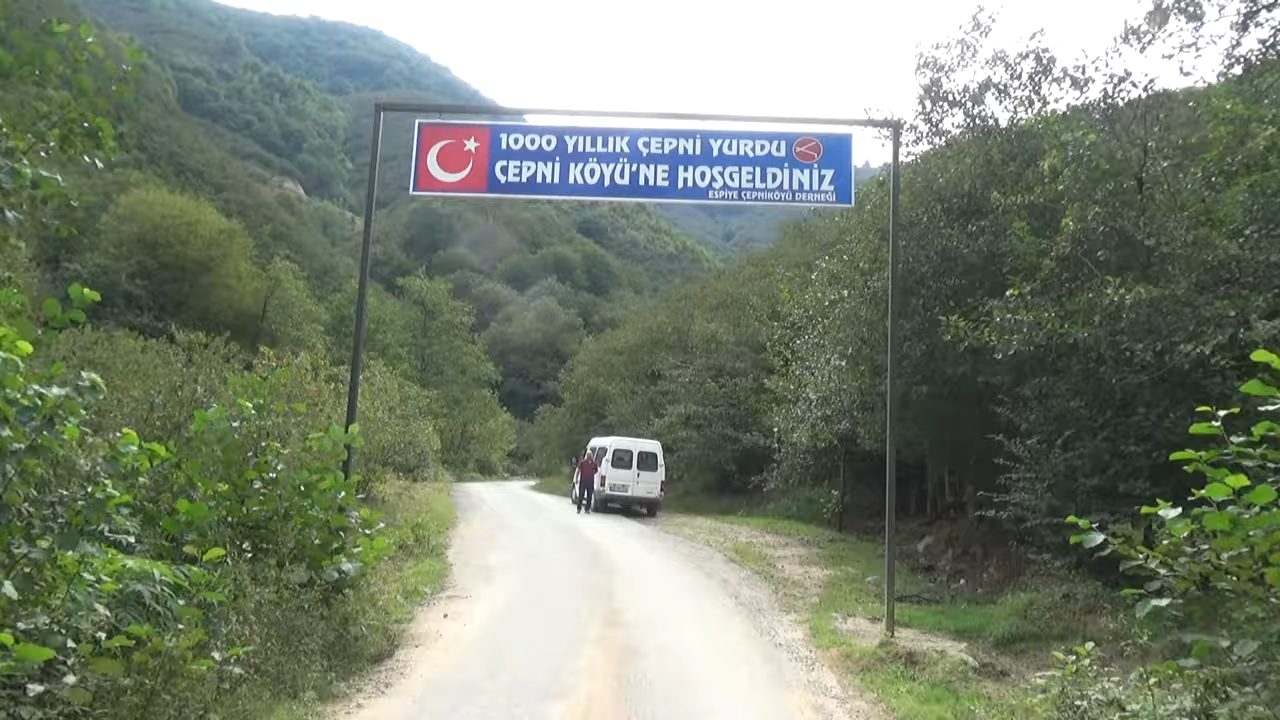 1000 YILLIK ÇEPNİ YURDU
ÇEPNİ KÖYÜ'NE HOŞGELDİNİZ
ESPİYE ÇEPNİKÖYÜ DERNEĞİ